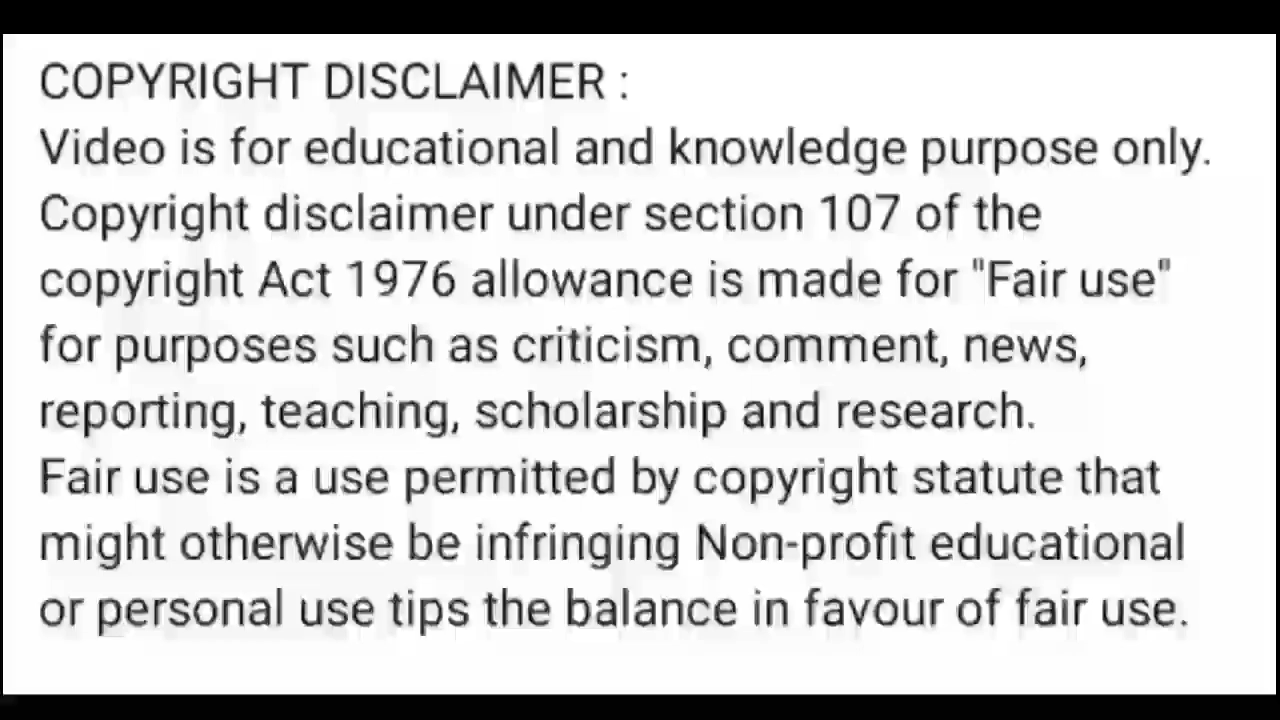 COPYRIGHT DISCLAIMER :
Video is for educational and knowledge purpose only.
Copyright disclaimer under section 107 of the
copyright Act 1976 allowance is made for "Fair use"
for purposes such as criticism, comment, news,
reporting, teaching, scholarship and research.
Fair use is a use permitted by copyright statute that
might otherwise be infringing Non-profit educational
or personal use tips the balance in favour of fair use.